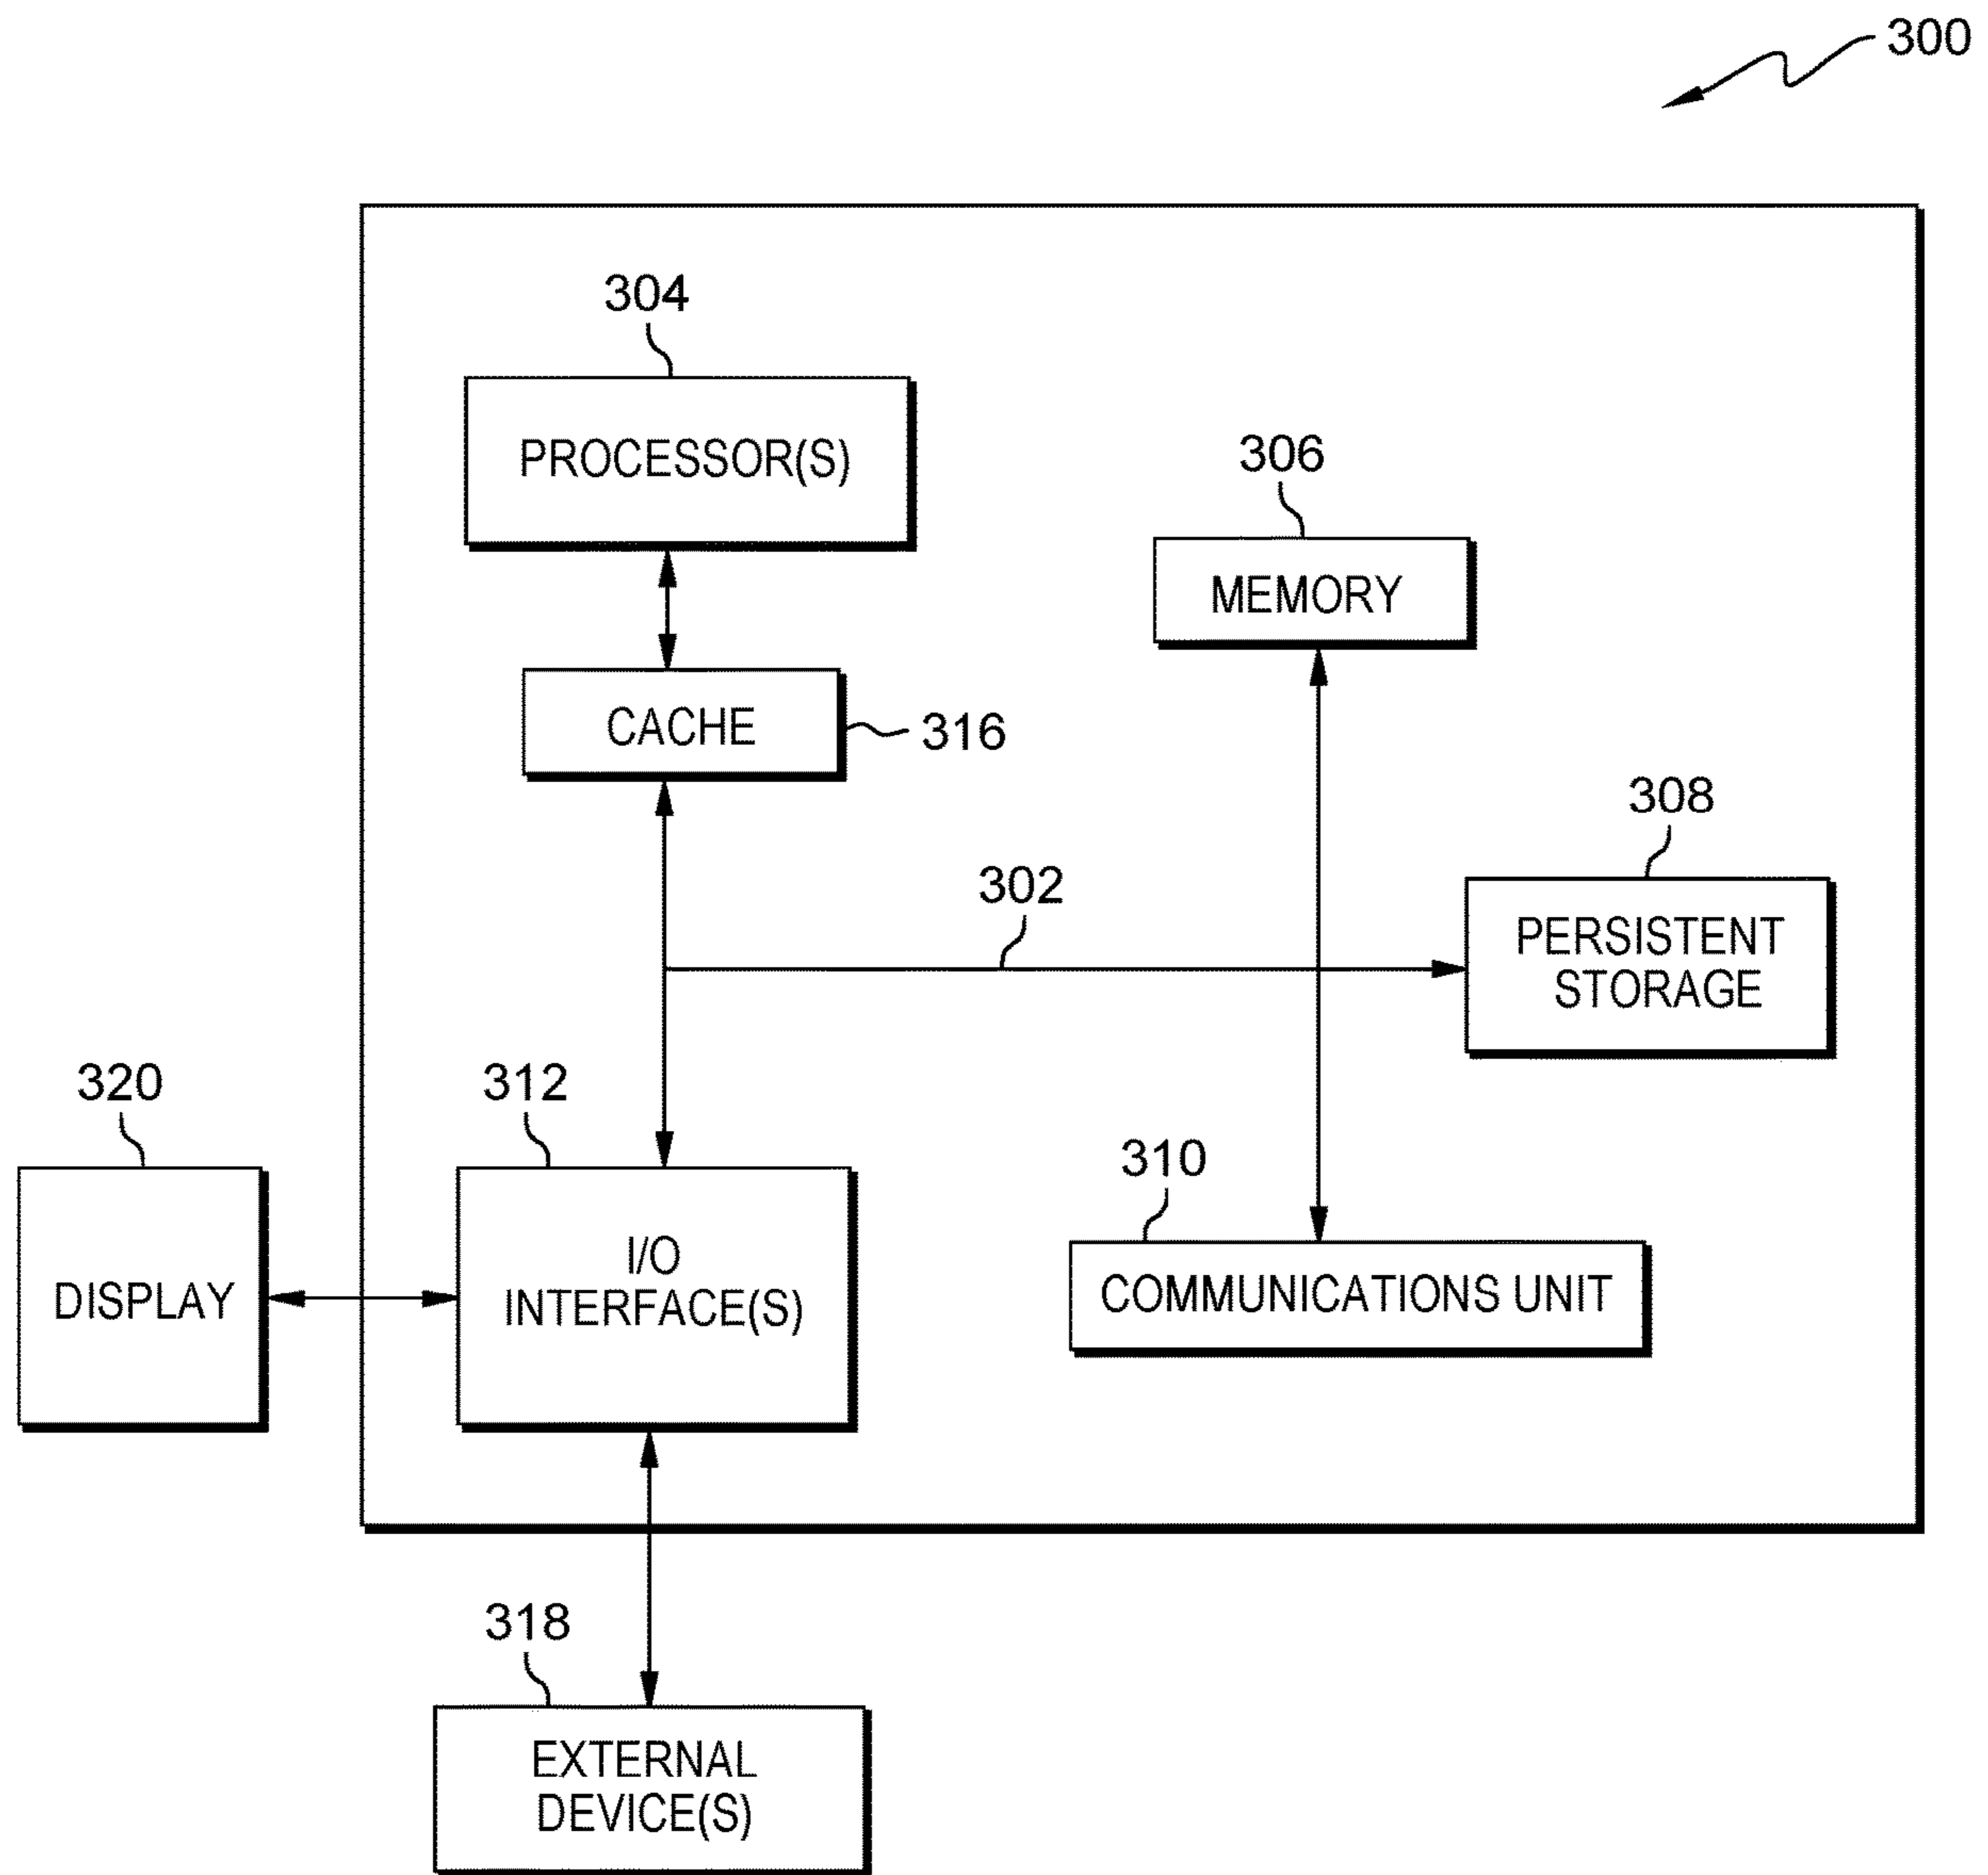 300
304
PROCESSOR(S)
306
MEMORY
CACHE
316
308
302
PERSISTENT
STORAGE
320
312
310
I/O
INTERFACE(S)
DISPLAY
COMMUNICATIONS UNIT
318
EXTERNAL
DEVICE(S)